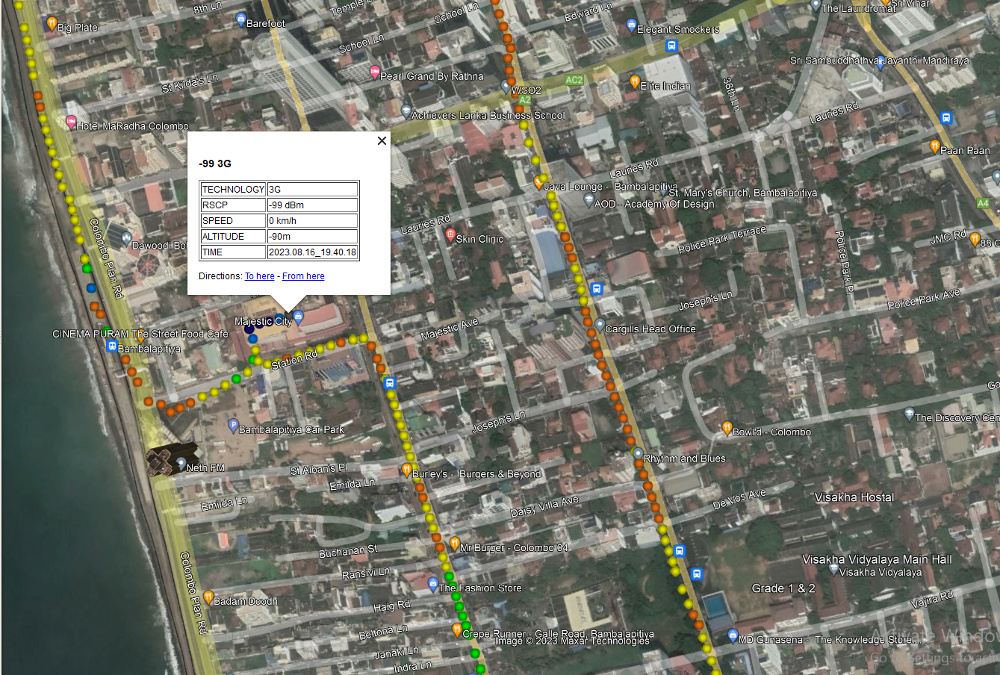 8th Ln
Temple Ln
School Ln
Edward Ln
The Laundromat
Sri Vihar
Big Plate
Barefoot
Elegant Smockers
School Ln
Sri Sambuddhathva Jayanthi Mandiraya
Pearl Grand By Rathna
St Kilda's Ln
AC2
Elite Indian
38th Ln
WSO2
A2
Achievers Lanka Business School
Lauries Rd
Hotel MaRadha Colombo
Paan Paan
-99 3G
TECHNOLOGY 3G
RSCP -99 dBm
SPEED 0 km/h
ALTITUDE -90m
TIME 2023.08.16_19.40.18
Directions: To here - From here
Lauries Rd
Java Lounge - Bambalapitiya
St. Mary's Church, Bambalapitiya
AOD - Academy Of Design
A4
Lauries Rd
Colombo Plan Rd
Dawoodi Bo
Skin Clinic
Police Park Terrace
Police Park Pl
JMC Rd
88 C
Joseph's Ln
Police Park Ave
Majestic City
Majestic Ave
Cargills Head Office
CINEMA PURAM The Street Food Cafe
Bambalapitiya
Station Rd
Go
Joseph's Ln
The Discovery Cen
Bambalapitiya Car Park
Bowl'd - Colombo
Neth FM
St Alban's Pl
Rhythm and Blues
Burley's - Burgers & Beyond
Emilda Ln
Emilda Ln
Daisy Villa Ave
De Vos Ave
Visakha Hostal
Buchanan St
Mr Burger - Colombo 04
Visakha Vidyalaya Main Hall
Visakha Vidyalaya
Colombo Plan Rd
Ransivi Ln
The Fashion Store
Grade 1 & 2
Badam Doodh
Haig Rd
Vajira Rd
Beltona Ln
Crepe Runner - Galle Road, Bambalapitiya
Image © 2023 Maxar Technologies
MD Gunasena - The Knowledge Store...
Activate Window
Go to Settings to acti
Janaki Ln
Indra Ln